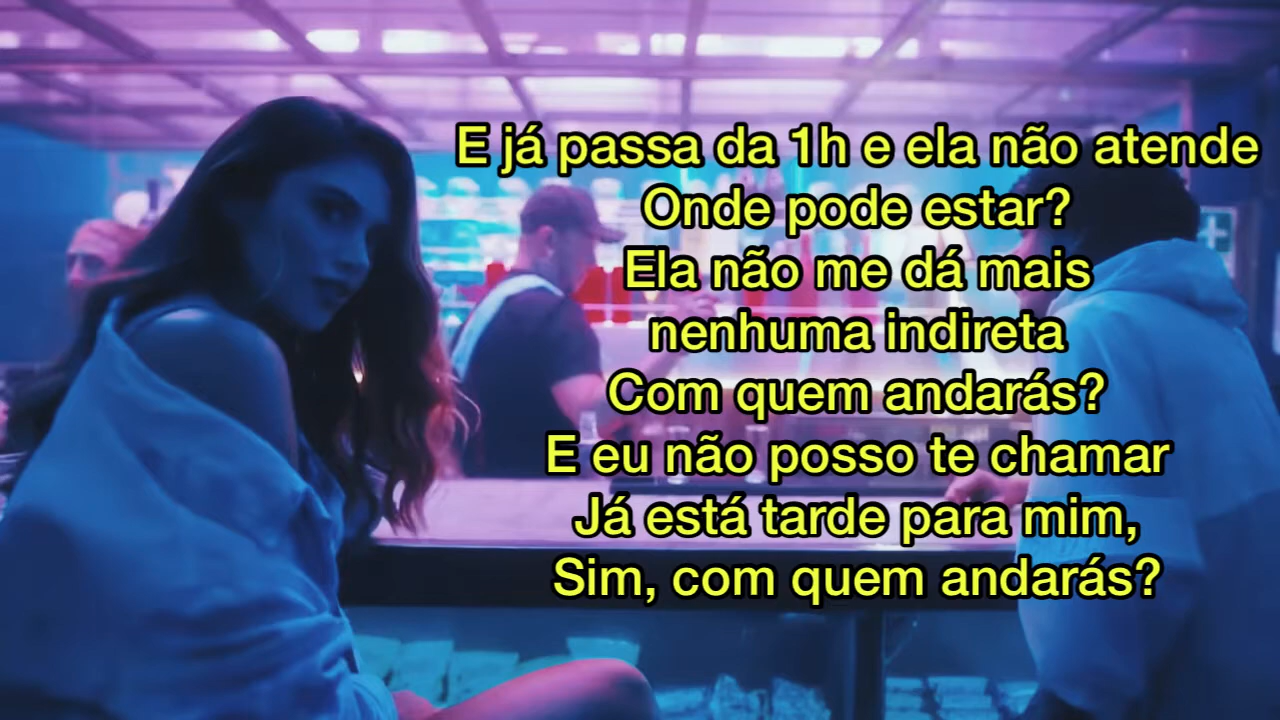 E já passa da 1h e ela não atende
Onde pode estar?
Ela não me dá mais
nenhuma indireta
Com quem andarás?
E eu não posso te chamar
Já está tarde para mim,
Sim, com quem andarás?